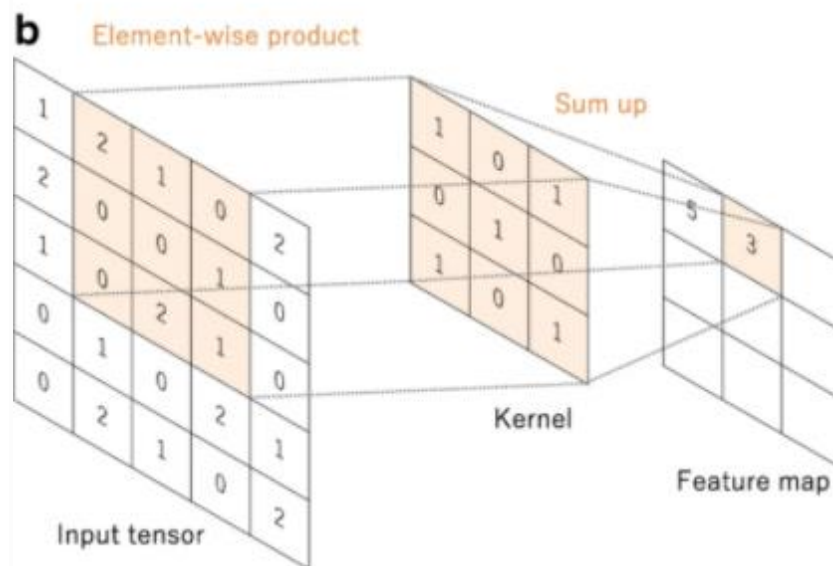 b
Element-wise product
Sum up
1 2 1 0 2
2 0 0 1 0
1 0 2 1 0
0 1 0 2 1
0 2 1 0 2
1 0 1
0 1 0
1 0 1
5 3
Kernel
Feature map
Input tensor